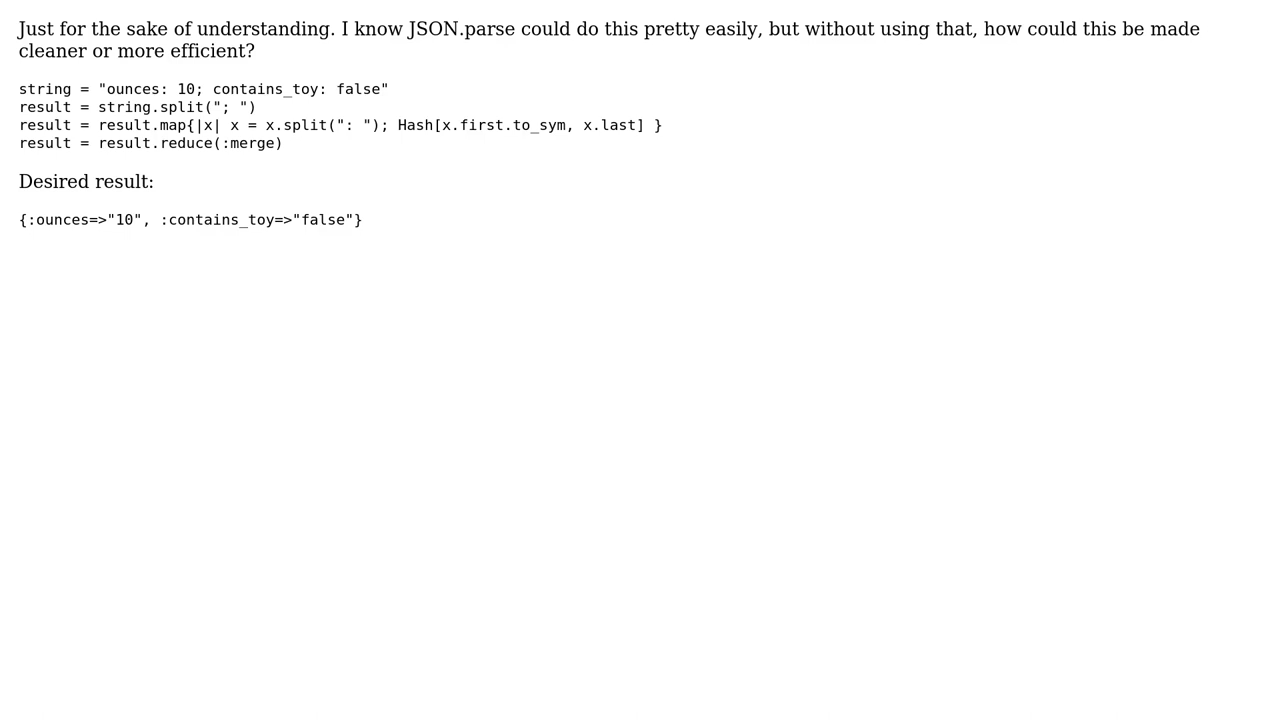 Just for the sake of understanding. I know JSON.parse could do this pretty easily, but without using that, how could this be made
cleaner or more efficient?
string = "ounces: 10; contains_toy: false"
result = string.split("; ")
result = result.map{|x| x = x.split(": "); Hash[x.first.to_sym, x.last] }
result = result.reduce(:merge)
Desired result:
{:ounces=>"10", :contains_toy=>"false"}